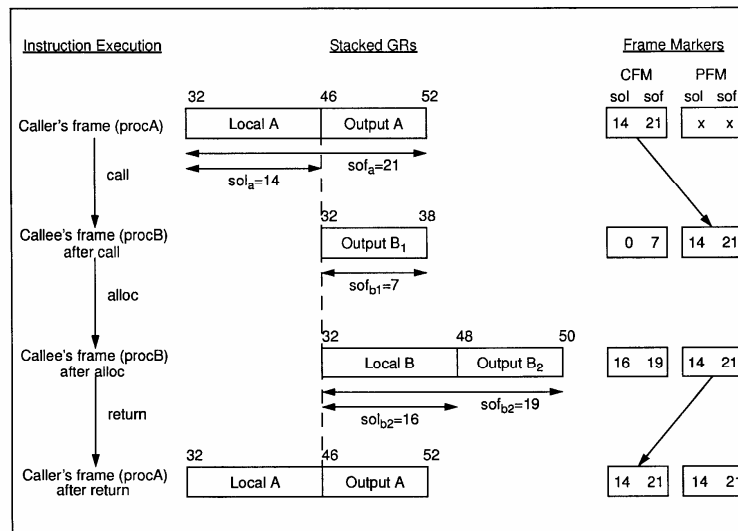 Instruction Execution Stacked GRs Frame Markers
CFM PFM
sol sof sol sof
32 46 52
Caller's frame (procA) Local A Output A 14 21 x x
sofa=21
call sola=14
32 38
Callee's frame (procB) Output B1 0 7 14 21
after call
sofb1=7
alloc
32 48 50
Callee's frame (procB) Local B Output B2 16 19 14 21
after alloc
sofb2=19
return solb2=16
32 46 52
Caller's frame (procA) Local A Output A 14 21 14 21
after return